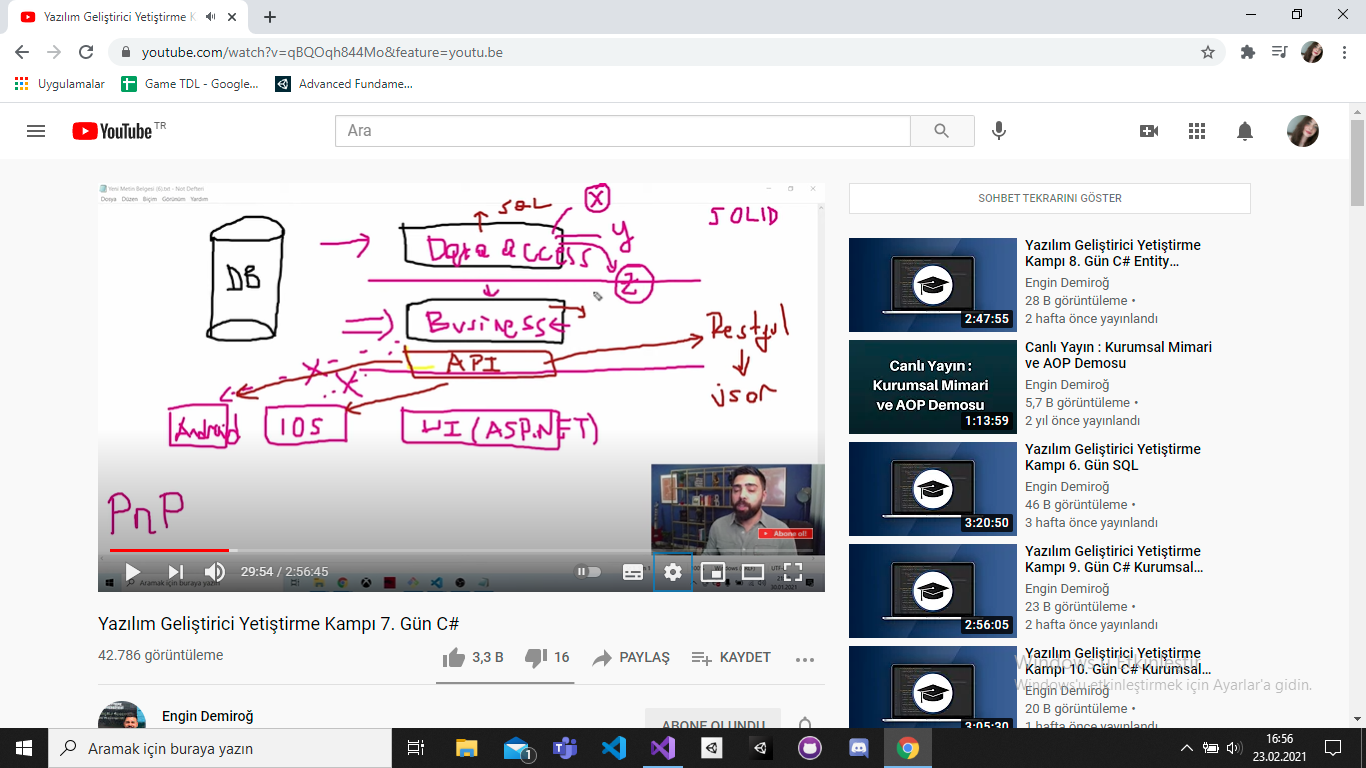 Yazılım Geliştirici Yetiştirme K
youtube.com/watch?v=qBQOqh844Mo&feature=youtu.be
Uygulamalar
Game TDL - Google...
Advanced Fundame...
YouTube TR
Ara
Yeni Metin Belgesi (6).txt - Not Defteri
Dosya Düzen Biçim Görünüm Yardım
SQL
X
SOLID
DB
Data Access
y
Z
Business
Restful
API
json
Android
IOS
UI (ASP.NET)
PnP
Abone ol!
29:54 / 2:56:45
Aramak için buraya yazın
30.01.2021
Yazılım Geliştirici Yetiştirme Kampı 7. Gün C#
42.786 görüntüleme
3,3 B
16
PAYLAŞ
KAYDET
Engin Demiroğ
ABONE OLUNDU
SOHBET TEKRARINI GÖSTER
Yazılım Geliştirici Yetiştirme
Kampı 8. Gün C# Entity...
Engin Demiroğ
28 B görüntüleme •
2 hafta önce yayınlandı
2:47:55
Canlı Yayın :
Kurumsal Mimari
ve AOP Demosu
1:13:59
Canlı Yayın : Kurumsal Mimari
ve AOP Demosu
Engin Demiroğ
5,7 B görüntüleme •
2 yıl önce yayınlandı
Yazılım Geliştirici Yetiştirme
Kampı 6. Gün SQL
Engin Demiroğ
46 B görüntüleme •
3 hafta önce yayınlandı
3:20:50
Yazılım Geliştirici Yetiştirme
Kampı 9. Gün C# Kurumsal...
Engin Demiroğ
23 B görüntüleme •
2 hafta önce yayınlandı
2:56:05
Yazılım Geliştirici Yetiştirme
Kampı 10. Gün C# Kurumsal...
Engin Demiroğ
20 B görüntüleme •
1 hafta önce yayınlandı
3:05:30
Windows'u Etkinleştir
Windows'u etkinleştirmek için Ayarlar'a gidin.
Aramak için buraya yazın
1
16:56
23.02.2021